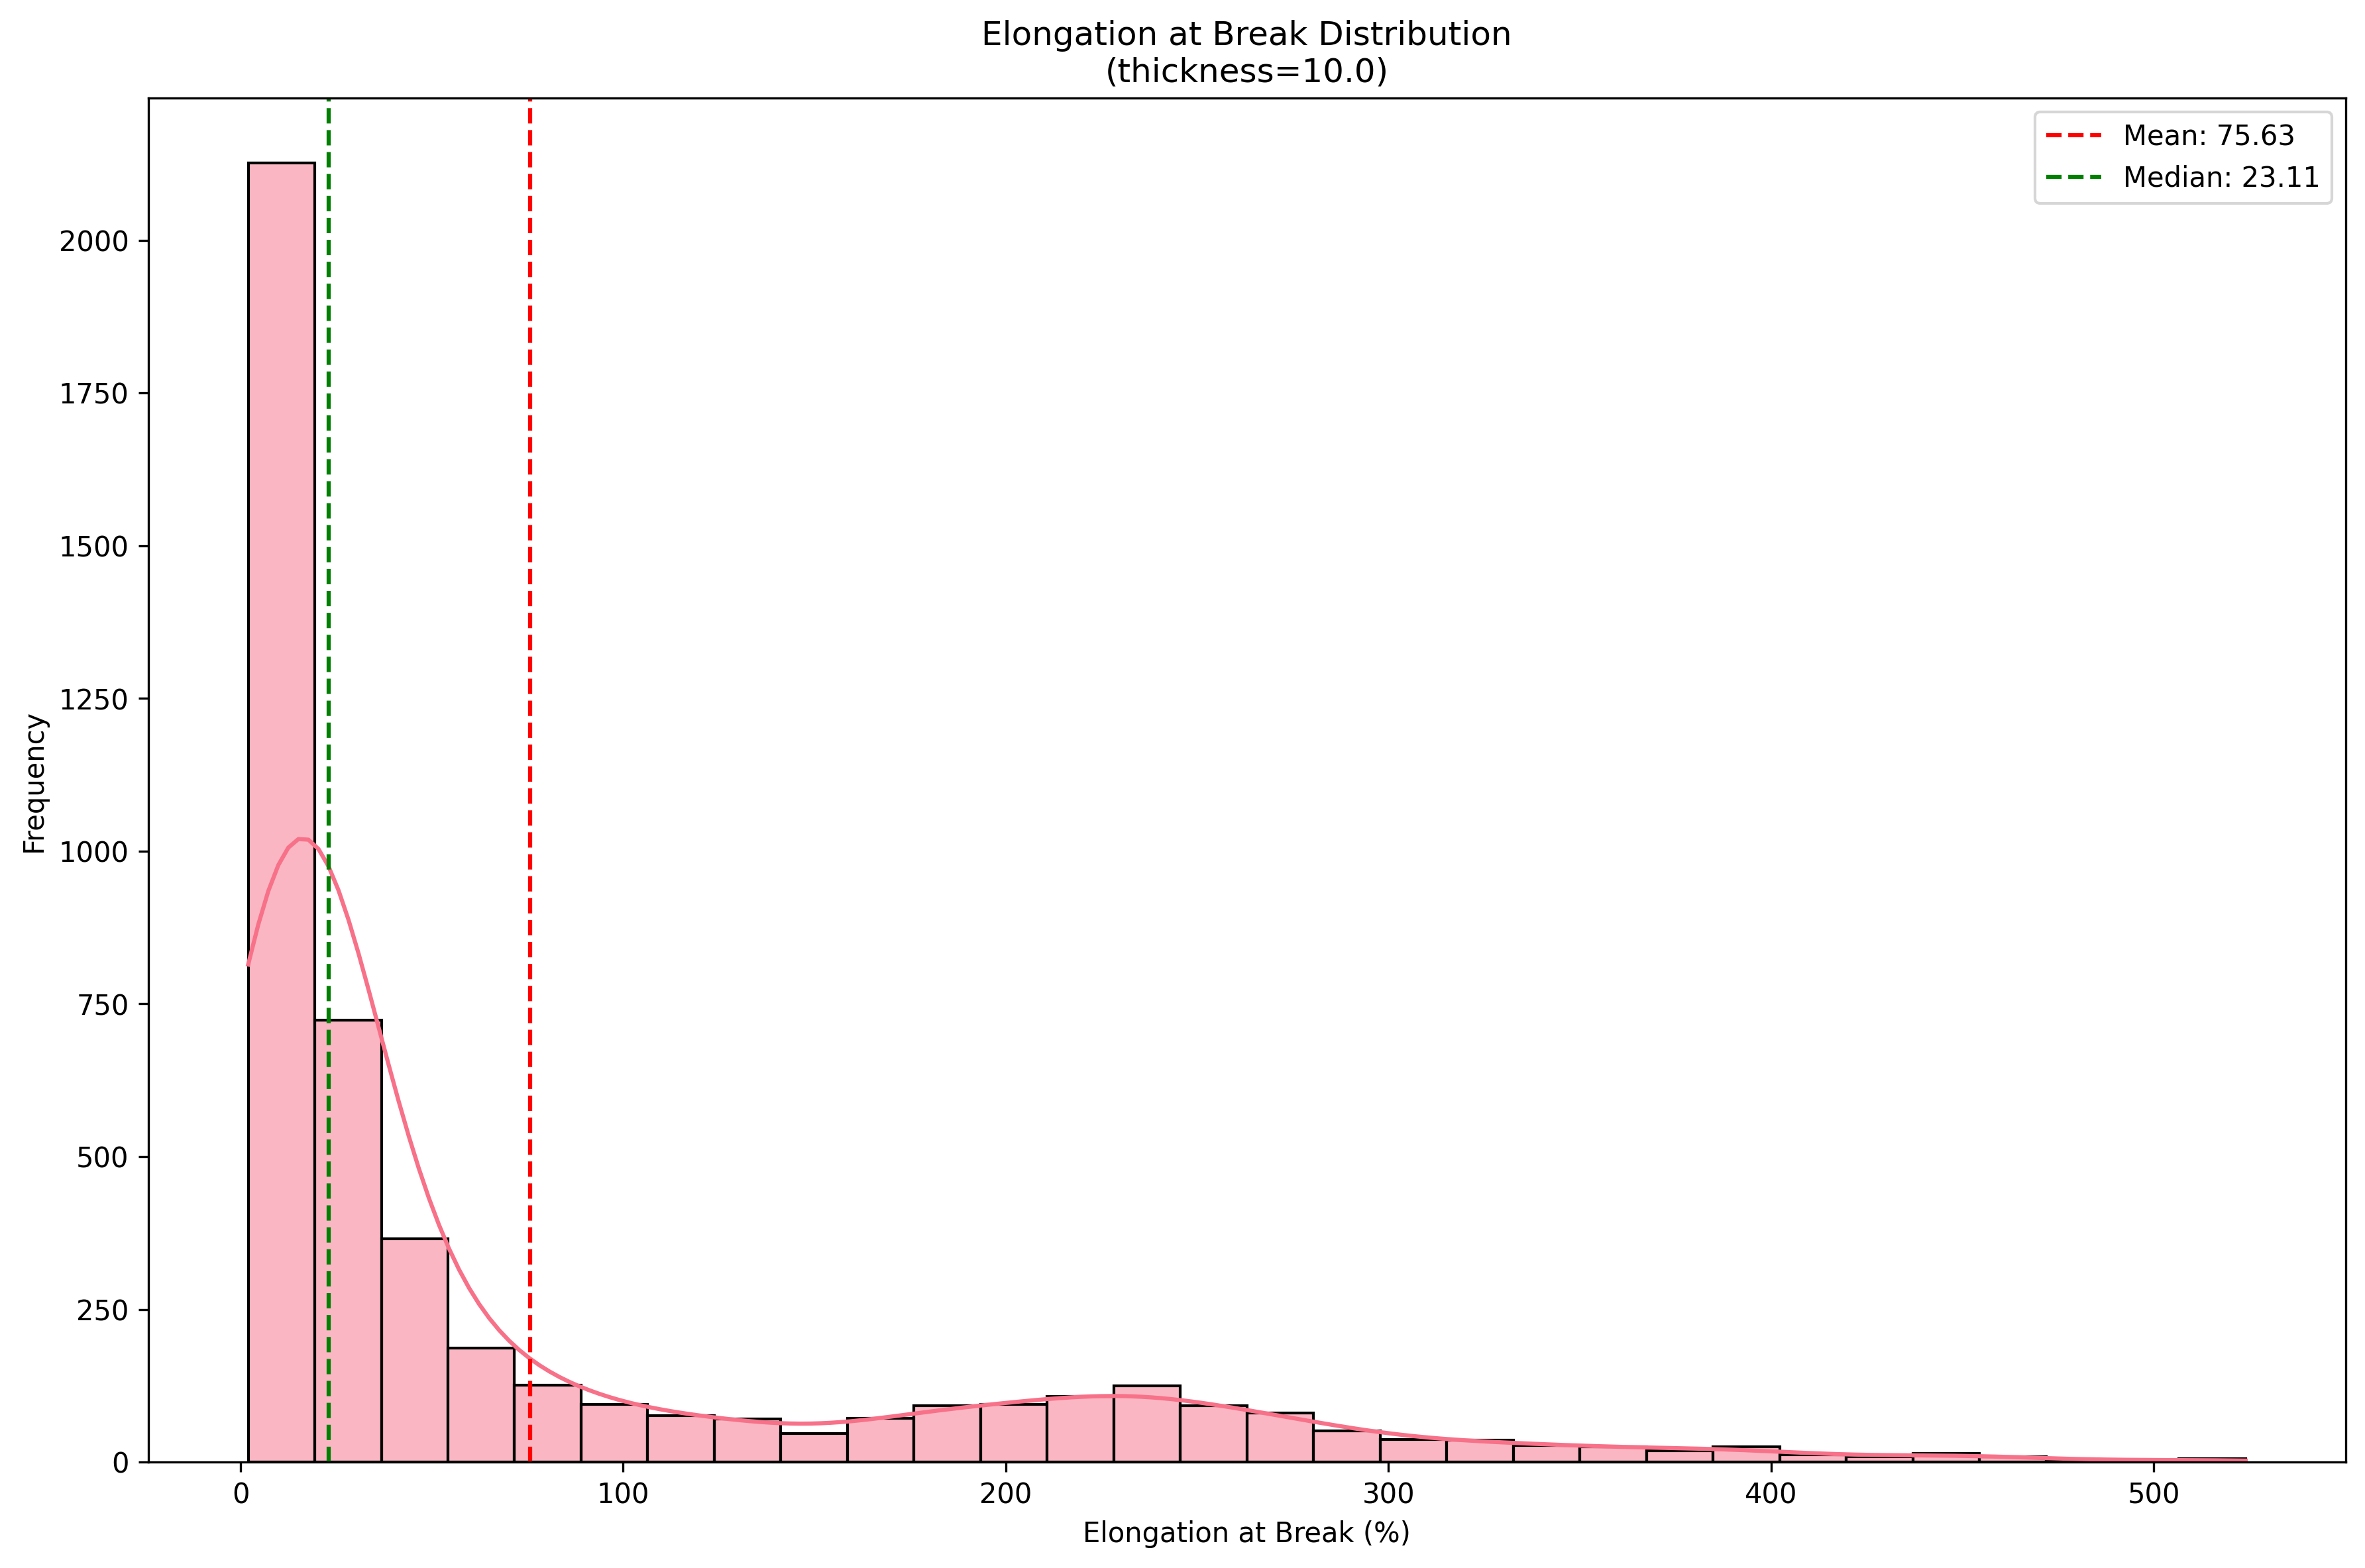 Elongation at Break Distribution
(thickness=10.0)
Mean: 75.63
Median: 23.11
Frequency
2000
1750
1500
1250
1000
750
500
250
0
0 100 200 300 400 500
Elongation at Break (%)